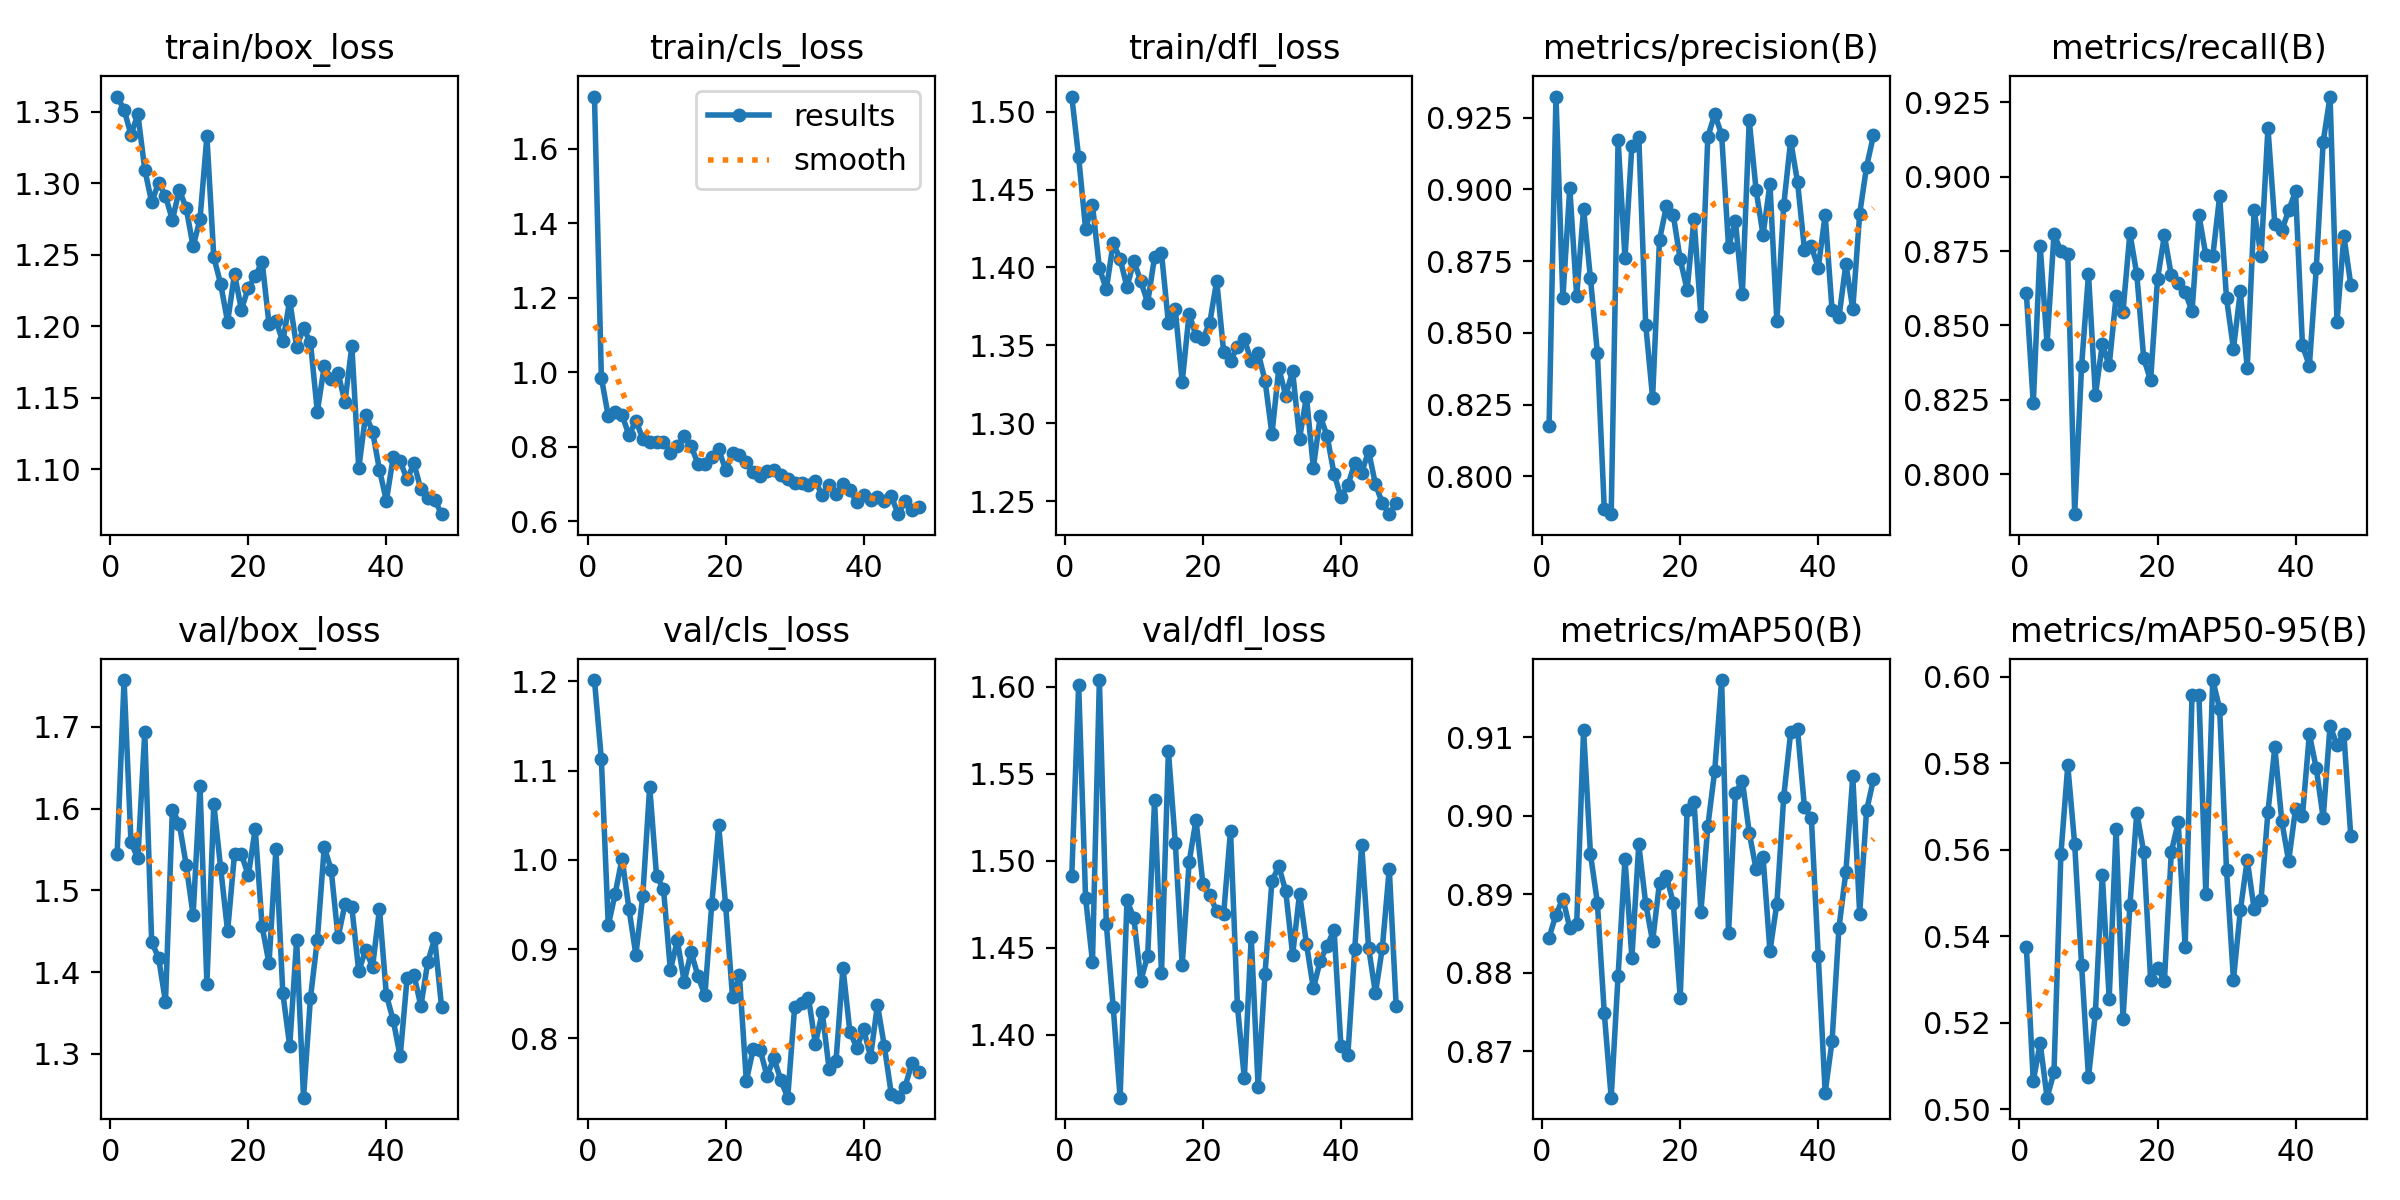 train/box_loss
1.35
1.30
1.25
1.20
1.15
1.10
0 20 40
train/cls_loss
results
smooth
1.6
1.4
1.2
1.0
0.8
0.6
0 20 40
train/dfl_loss
1.50
1.45
1.40
1.35
1.30
1.25
0 20 40
metrics/precision(B)
0.925
0.900
0.875
0.850
0.825
0.800
0 20 40
metrics/recall(B)
0.925
0.900
0.875
0.850
0.825
0.800
0 20 40
val/box_loss
1.7
1.6
1.5
1.4
1.3
0 20 40
val/cls_loss
1.2
1.1
1.0
0.9
0.8
0 20 40
val/dfl_loss
1.60
1.55
1.50
1.45
1.40
0 20 40
metrics/mAP50(B)
0.91
0.90
0.89
0.88
0.87
0 20 40
metrics/mAP50-95(B)
0.60
0.58
0.56
0.54
0.52
0.50
0 20 40